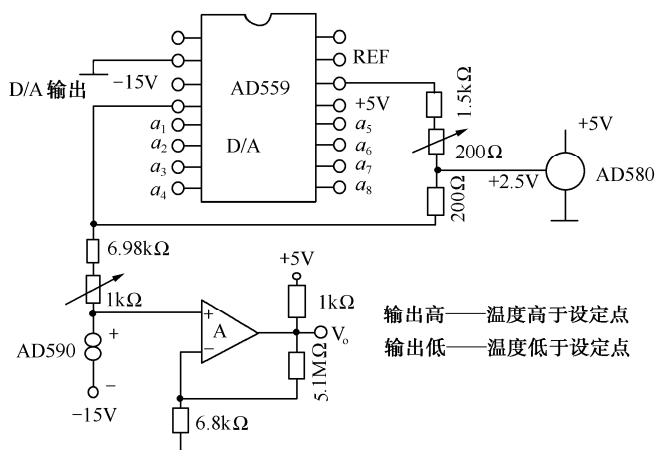 REF
D/A 输出
−15V
AD559
+5V
1.5kΩ
a1
a5
a2
D/A
a6
200Ω
+5V
a3
a7
+2.5V
AD580
a4
a8
200Ω
6.98kΩ
+5V
1kΩ
1kΩ
+
A
Vo
−
输出高——温度高于设定点
AD590
+
−
输出低——温度低于设定点
5.1MΩ
−15V
6.8kΩ